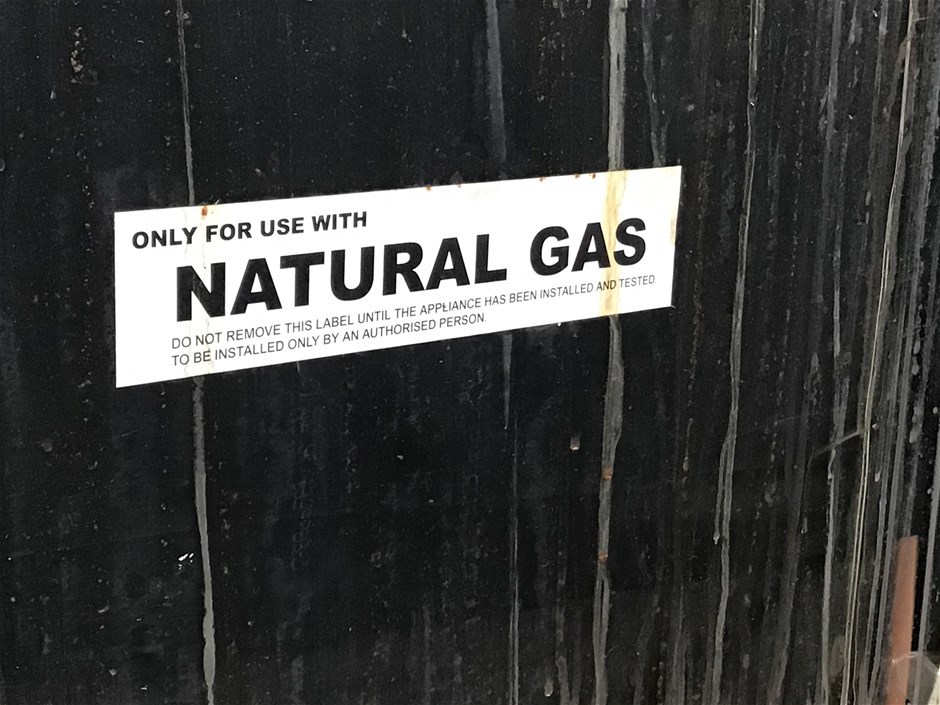 ONLY FOR USE WITH
NATURAL GAS
DO NOT REMOVE THIS LABEL UNTIL THE APPLIANCE HAS BEEN INSTALLED AND TESTED.
TO BE INSTALLED ONLY BY AN AUTHORISED PERSON.